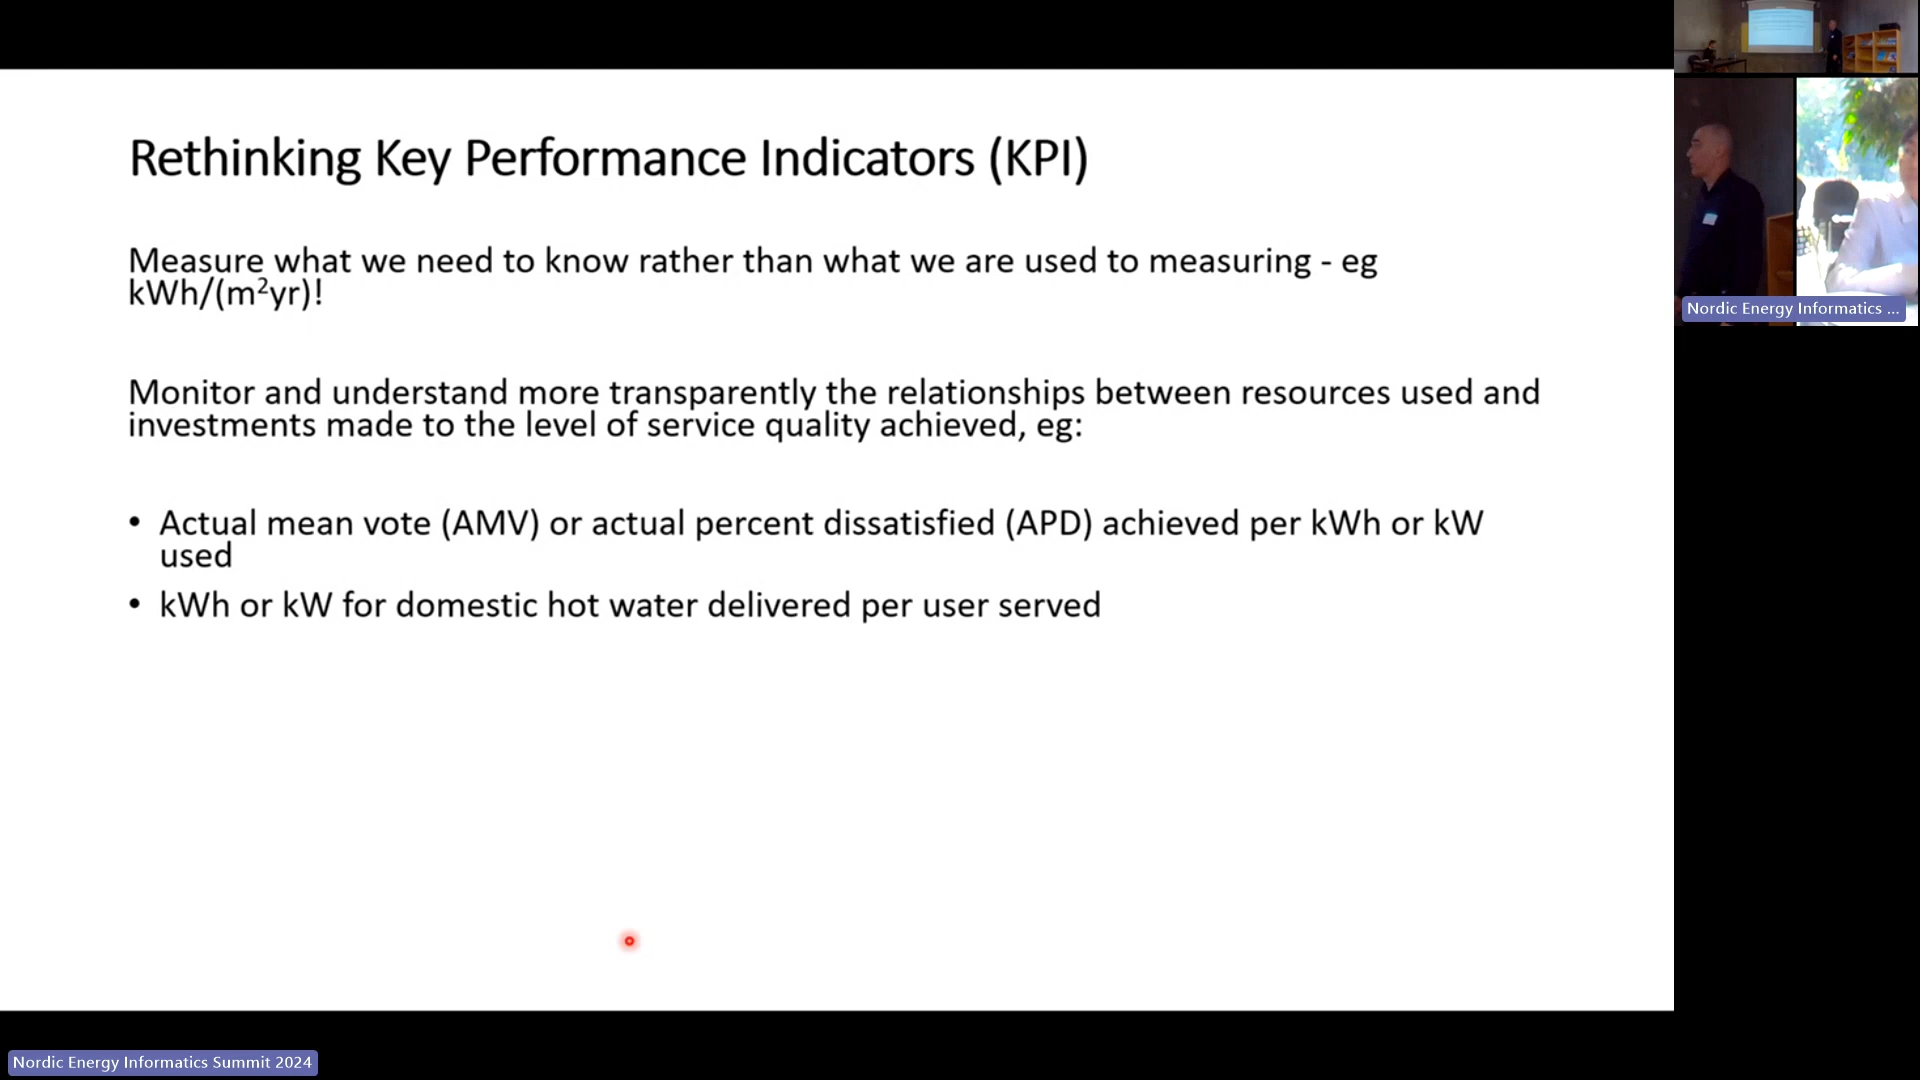 Rethinking Key Performance Indicators (KPI)
Measure what we need to know rather than what we are used to measuring - eg
kWh/(m²yr)!
Monitor and understand more transparently the relationships between resources used and
investments made to the level of service quality achieved, eg:
• Actual mean vote (AMV) or actual percent dissatisfied (APD) achieved per kWh or kW
used
• kWh or kW for domestic hot water delivered per user served
Nordic Energy Informatics ...
Nordic Energy Informatics Summit 2024